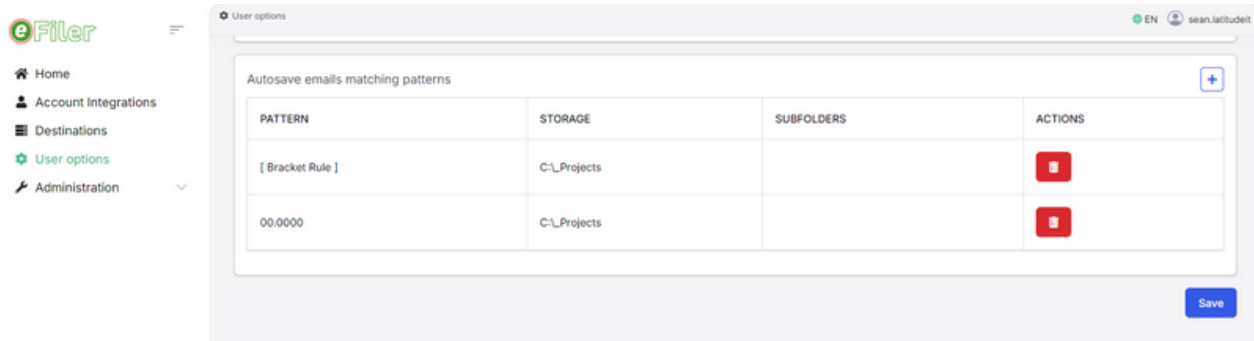 eFiler
User options
EN
sean.latitudeit
Home
Account Integrations
Destinations
User options
Administration
Autosave emails matching patterns
+
PATTERN STORAGE SUBFOLDERS ACTIONS
[ Bracket Rule ] C:\_Projects
00.0000 C:\_Projects
Save